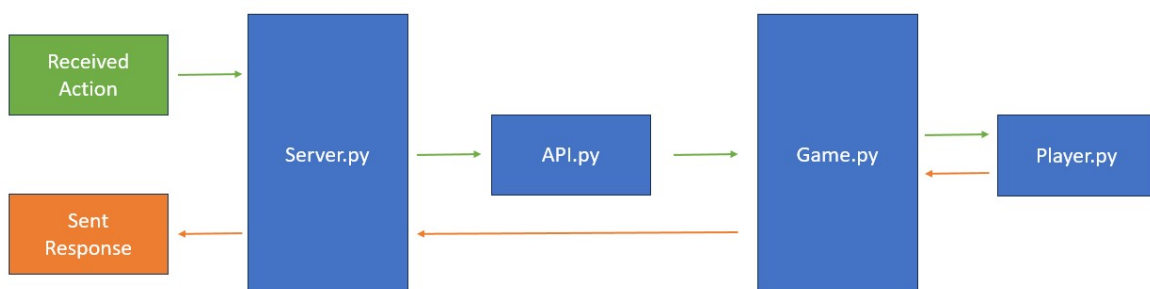 Received
Action
Server.py
API.py
Game.py
Player.py
Sent
Response